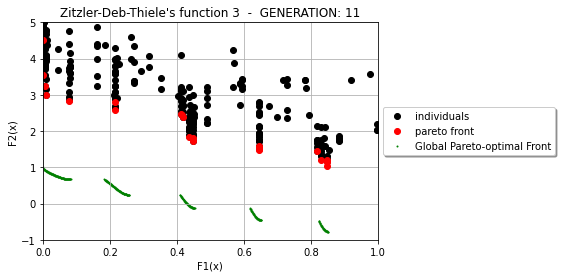 Zitzler-Deb-Thiele's function 3 - GENERATION: 11
5
4
3
2
1
0
−1
F2(x)
0.0 0.2 0.4 0.6 0.8 1.0
F1(x)
individuals
pareto front
Global Pareto-optimal Front